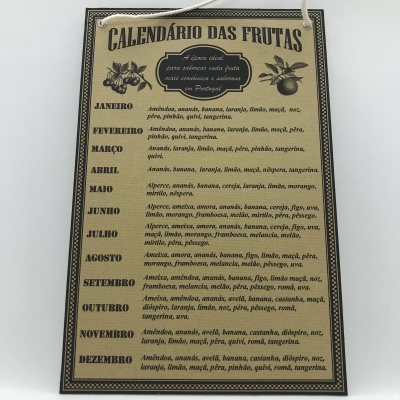 CALENDÁRIO DAS FRUTAS
A época ideal
para saborear cada fruta
mais económica e saborosa
em Portugal
JANEIRO
Amêndoa, ananás, banana, laranja, limão, maçã, noz,
pêra, pinhão, quivi, tangerina.
FEVEREIRO
Amêndoa, ananás, banana, laranja, limão, maçã, pêra,
pinhão, quivi, tangerina.
MARÇO
Ananás, laranja, limão, maçã, pêra, pinhão, tangerina,
quivi.
ABRIL
Ananás, banana, laranja, limão, maçã, nêspera, tangerina.
MAIO
Alperce, ananás, banana, cereja, laranja, limão, morango,
mirtilo, nêspera.
JUNHO
Alperce, ameixa, amora, ananás, banana, cereja, figo, uva,
limão, morango, framboesa, melão, mirtilo, pêra, pêssego.
JULHO
Alperce, ameixa, amora, ananás, banana, cereja, figo, uva,
maçã, limão, morango, framboesa, melancia, melão,
mirtilo, pêra, pêssego.
AGOSTO
Ameixa, amora, ananás, banana, figo, limão, maçã, pêra,
morango, framboesa, melancia, melão, pêssego, uva.
SETEMBRO
Ameixa, amêndoa, ananás, banana, figo, limão maçã, noz,
framboesa, melancia, melão, pêra, pêssego, romã, uva.
OUTUBRO
Ameixa, amêndoa, ananás, avelã, banana, castanha, maçã,
dióspiro, laranja, limão, noz, pêra, pêssego, romã,
tangerina, uva.
NOVEMBRO
Amêndoa, ananás, avelã, banana, castanha, dióspiro, noz,
laranja, limão, maçã, pêra, quivi, romã, tangerina.
DEZEMBRO
Amêndoa, ananás, avelã, banana, castanha, dióspiro, noz,
laranja, limão, maçã, pêra, pinhão, quivi, romã, tangerina.